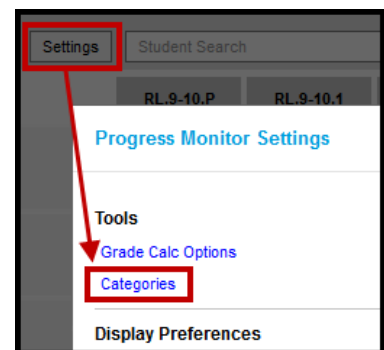 Settings Student Search
RL.9-10.P RL.9-10.1
Progress Monitor Settings
Tools
Grade Calc Options
Categories
Display Preferences